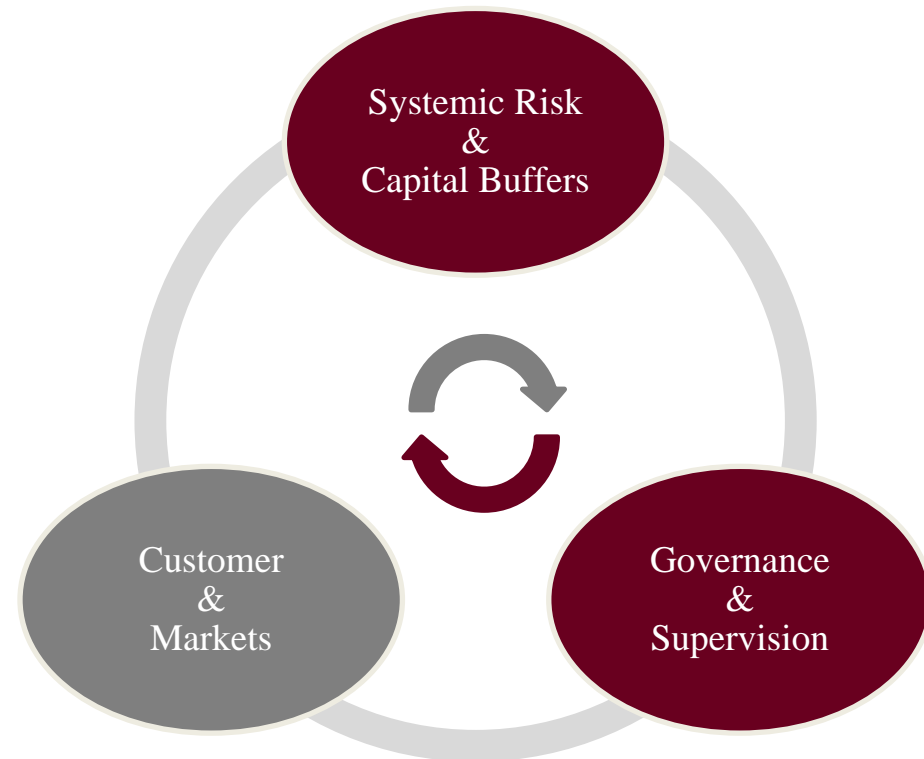 Systemic Risk
&
Capital Buffers
Customer
&
Markets
Governance
&
Supervision